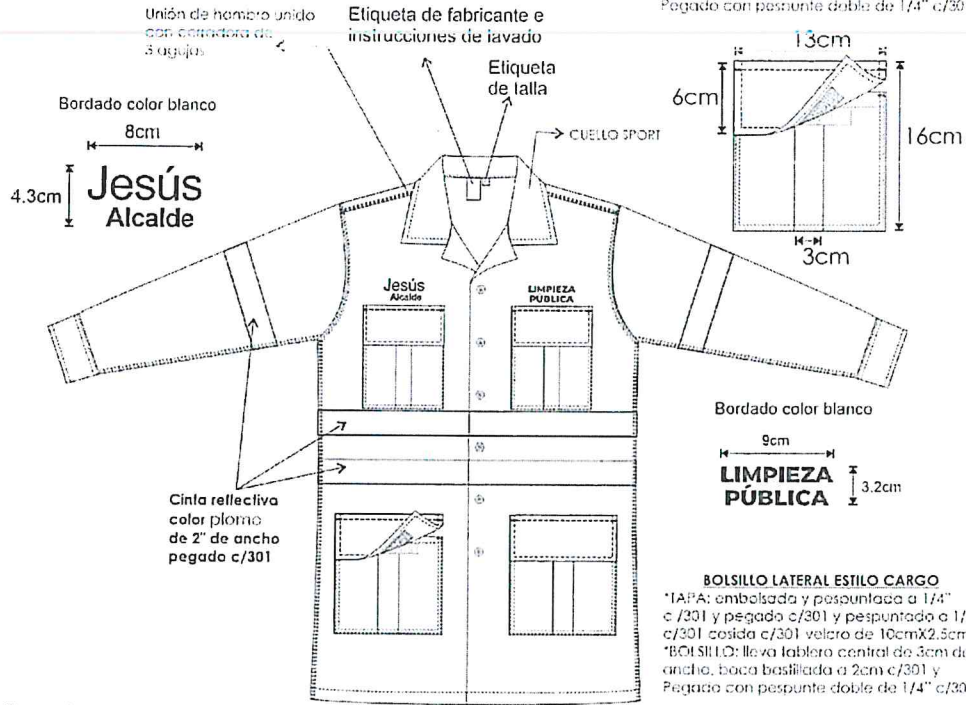 Pegado con pespunte doble de 1/4" c/30
Unión de hombro unido
con cerradora de
3 agujas
Etiqueta de fabricante e
instrucciones de lavado
Etiqueta
de talla
CUELLO SPORT
13cm
6cm
16cm
3cm
Bordado color blanco
8cm
4.3cm
Jesús
Alcalde
Jesús
Alcalde
LIMPIEZA
PUBLICA
Bordado color blanco
9cm
LIMPIEZA
PÚBLICA
3.2cm
Cinta reflectiva
color plomo
de 2" de ancho
pegado c/301
BOLSILLO LATERAL ESTILO CARGO
*TAPA: embolsada y pespuntada a 1/4"
c /301 y pegado c/301 y pespuntado a 1/
c/301 cosida c/301 velcro de 10cmX2.5cm
*BOLSILLO: lleva tablero central de 3cm de
ancho, boca bastillada a 2cm c/301 y
Pegado con pespunte doble de 1/4" c/30